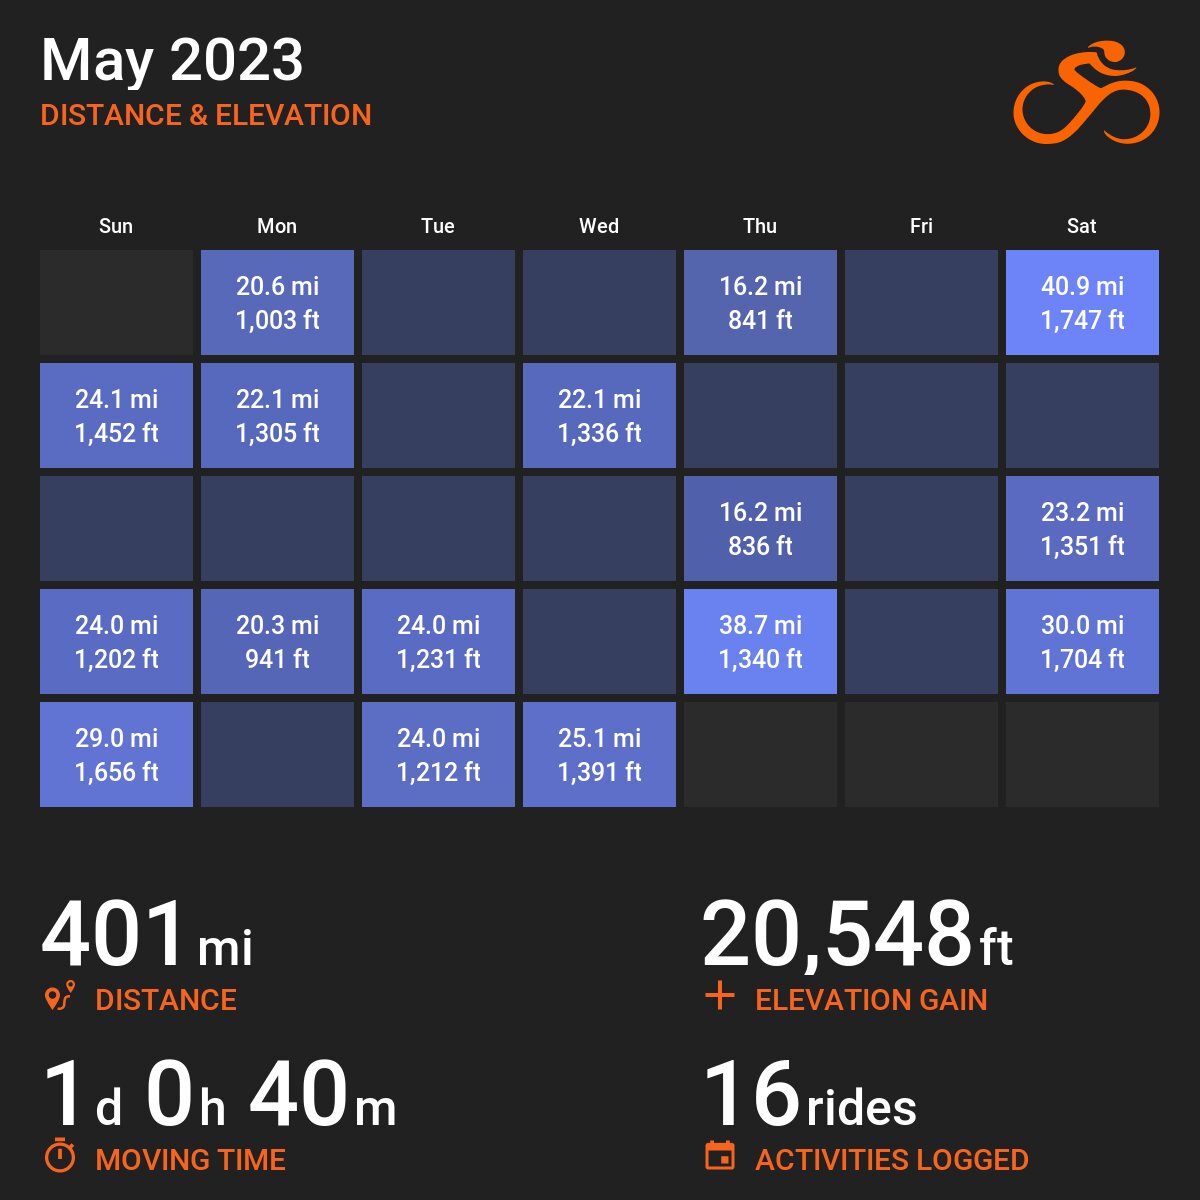 May 2023
DISTANCE & ELEVATION
Sun Mon Tue Wed Thu Fri Sat
20.6 mi 16.2 mi 40.9 mi
1,003 ft 841 ft 1,747 ft
24.1 mi 22.1 mi 22.1 mi
1,452 ft 1,305 ft 1,336 ft
16.2 mi 23.2 mi
836 ft 1,351 ft
24.0 mi 20.3 mi 24.0 mi 38.7 mi 30.0 mi
1,202 ft 941 ft 1,231 ft 1,340 ft 1,704 ft
29.0 mi 24.0 mi 25.1 mi
1,656 ft 1,212 ft 1,391 ft
401 mi 20,548 ft
DISTANCE ELEVATION GAIN
1 d 0 h 40 m 16 rides
MOVING TIME ACTIVITIES LOGGED